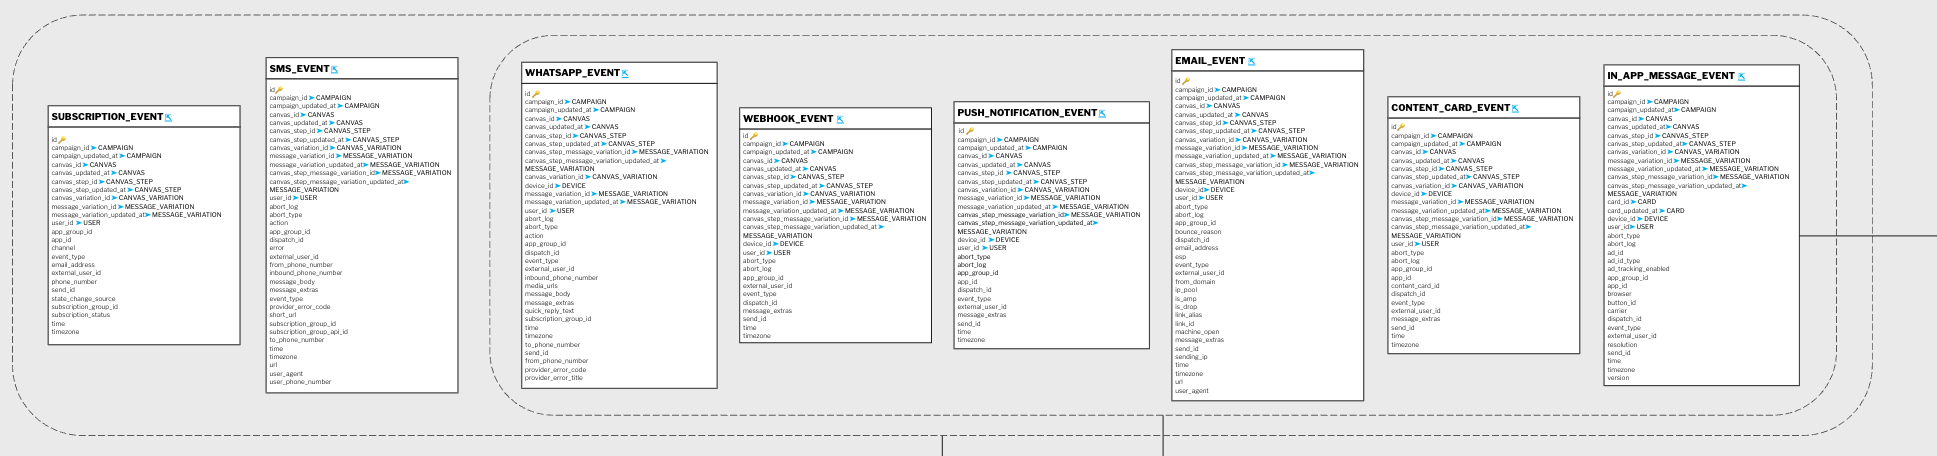 SUBSCRIPTION_EVENT
id
campaign_id ➤ CAMPAIGN
campaign_updated_at ➤ CAMPAIGN
canvas_id ➤ CANVAS
canvas_updated_at ➤ CANVAS
canvas_step_id ➤ CANVAS_STEP
canvas_step_updated_at ➤ CANVAS_STEP
canvas_variation_id ➤ CANVAS_VARIATION
message_variation_id ➤ MESSAGE_VARIATION
message_variation_updated_at ➤ MESSAGE_VARIATION
user_id ➤ USER
app_group_id
app_id
channel
event_type
email_address
external_user_id
phone_number
send_id
state_change_source
subscription_group_id
subscription_status
time
timezone
SMS_EVENT
id
campaign_id ➤ CAMPAIGN
campaign_updated_at ➤ CAMPAIGN
canvas_id ➤ CANVAS
canvas_updated_at ➤ CANVAS
canvas_step_id ➤ CANVAS_STEP
canvas_step_updated_at ➤ CANVAS_STEP
canvas_variation_id ➤ CANVAS_VARIATION
message_variation_id ➤ MESSAGE_VARIATION
message_variation_updated_at ➤ MESSAGE_VARIATION
canvas_step_message_variation_id ➤ MESSAGE_VARIATION
canvas_step_message_variation_updated_at ➤
MESSAGE_VARIATION
user_id ➤ USER
abort_log
abort_type
action
app_group_id
dispatch_id
error
external_user_id
from_phone_number
inbound_phone_number
message_body
message_extras
event_type
provider_error_code
short_url
subscription_group_id
subscription_group_api_id
to_phone_number
time
timezone
url
user_agent
user_phone_number
WHATSAPP_EVENT
id
campaign_id ➤ CAMPAIGN
campaign_updated_at ➤ CAMPAIGN
canvas_id ➤ CANVAS
canvas_updated_at ➤ CANVAS
canvas_step_id ➤ CANVAS_STEP
canvas_step_updated_at ➤ CANVAS_STEP
canvas_step_message_variation_id ➤ MESSAGE_VARIATION
canvas_step_message_variation_updated_at ➤
MESSAGE_VARIATION
canvas_variation_id ➤ CANVAS_VARIATION
device_id ➤ DEVICE
message_variation_id ➤ MESSAGE_VARIATION
message_variation_updated_at ➤ MESSAGE_VARIATION
user_id ➤ USER
abort_log
abort_type
action
app_group_id
dispatch_id
event_type
external_user_id
inbound_phone_number
media_urls
message_body
message_extras
quick_reply_text
subscription_group_id
time
timezone
to_phone_number
send_id
from_phone_number
provider_error_code
provider_error_title
WEBHOOK_EVENT
id
campaign_id ➤ CAMPAIGN
campaign_updated_at ➤ CAMPAIGN
canvas_id ➤ CANVAS
canvas_updated_at ➤ CANVAS
canvas_step_id ➤ CANVAS_STEP
canvas_step_updated_at ➤ CANVAS_STEP
canvas_variation_id ➤ CANVAS_VARIATION
message_variation_id ➤ MESSAGE_VARIATION
message_variation_updated_at ➤ MESSAGE_VARIATION
canvas_step_message_variation_id ➤ MESSAGE_VARIATION
canvas_step_message_variation_updated_at ➤
MESSAGE_VARIATION
device_id ➤ DEVICE
user_id ➤ USER
abort_type
abort_log
app_group_id
external_user_id
event_type
dispatch_id
message_extras
send_id
time
timezone
PUSH_NOTIFICATION_EVENT
id
campaign_id ➤ CAMPAIGN
campaign_updated_at ➤ CAMPAIGN
canvas_id ➤ CANVAS
canvas_updated_at ➤ CANVAS
canvas_step_id ➤ CANVAS_STEP
canvas_step_updated_at ➤ CANVAS_STEP
canvas_variation_id ➤ CANVAS_VARIATION
message_variation_id ➤ MESSAGE_VARIATION
message_variation_updated_at ➤ MESSAGE_VARIATION
canvas_step_message_variation_id ➤ MESSAGE_VARIATION
canvas_step_message_variation_updated_at ➤
MESSAGE_VARIATION
device_id ➤ DEVICE
user_id ➤ USER
abort_type
abort_log
app_group_id
app_id
dispatch_id
event_type
external_user_id
message_extras
send_id
time
timezone
EMAIL_EVENT
id
campaign_id ➤ CAMPAIGN
campaign_updated_at ➤ CAMPAIGN
canvas_id ➤ CANVAS
canvas_updated_at ➤ CANVAS
canvas_step_id ➤ CANVAS_STEP
canvas_step_updated_at ➤ CANVAS_STEP
canvas_variation_id ➤ CANVAS_VARIATION
message_variation_id ➤ MESSAGE_VARIATION
message_variation_updated_at ➤ MESSAGE_VARIATION
canvas_step_message_variation_id ➤ MESSAGE_VARIATION
canvas_step_message_variation_updated_at ➤
MESSAGE_VARIATION
device_id ➤ DEVICE
user_id ➤ USER
abort_type
abort_log
app_group_id
bounce_reason
dispatch_id
email_address
esp
event_type
external_user_id
from_domain
ip_pool
is_amp
is_drop
link_alias
link_id
machine_open
message_extras
send_id
sending_ip
time
timezone
url
user_agent
CONTENT_CARD_EVENT
id
campaign_id ➤ CAMPAIGN
campaign_updated_at ➤ CAMPAIGN
canvas_id ➤ CANVAS
canvas_updated_at ➤ CANVAS
canvas_step_id ➤ CANVAS_STEP
canvas_step_updated_at ➤ CANVAS_STEP
canvas_variation_id ➤ CANVAS_VARIATION
device_id ➤ DEVICE
message_variation_id ➤ MESSAGE_VARIATION
message_variation_updated_at ➤ MESSAGE_VARIATION
canvas_step_message_variation_id ➤ MESSAGE_VARIATION
canvas_step_message_variation_updated_at ➤
MESSAGE_VARIATION
user_id ➤ USER
abort_type
abort_log
app_group_id
app_id
content_card_id
dispatch_id
event_type
external_user_id
message_extras
send_id
time
timezone
IN_APP_MESSAGE_EVENT
id
campaign_id ➤ CAMPAIGN
campaign_updated_at ➤ CAMPAIGN
canvas_id ➤ CANVAS
canvas_updated_at ➤ CANVAS
canvas_step_id ➤ CANVAS_STEP
canvas_step_updated_at ➤ CANVAS_STEP
canvas_variation_id ➤ CANVAS_VARIATION
message_variation_id ➤ MESSAGE_VARIATION
message_variation_updated_at ➤ MESSAGE_VARIATION
canvas_step_message_variation_id ➤ MESSAGE_VARIATION
canvas_step_message_variation_updated_at ➤
MESSAGE_VARIATION
card_id ➤ CARD
card_updated_at ➤ CARD
device_id ➤ DEVICE
user_id ➤ USER
abort_type
abort_log
ad_id
ad_id_type
ad_tracking_enabled
app_group_id
app_id
browser
button_id
carrier
dispatch_id
event_type
external_user_id
resolution
send_id
time
timezone
version